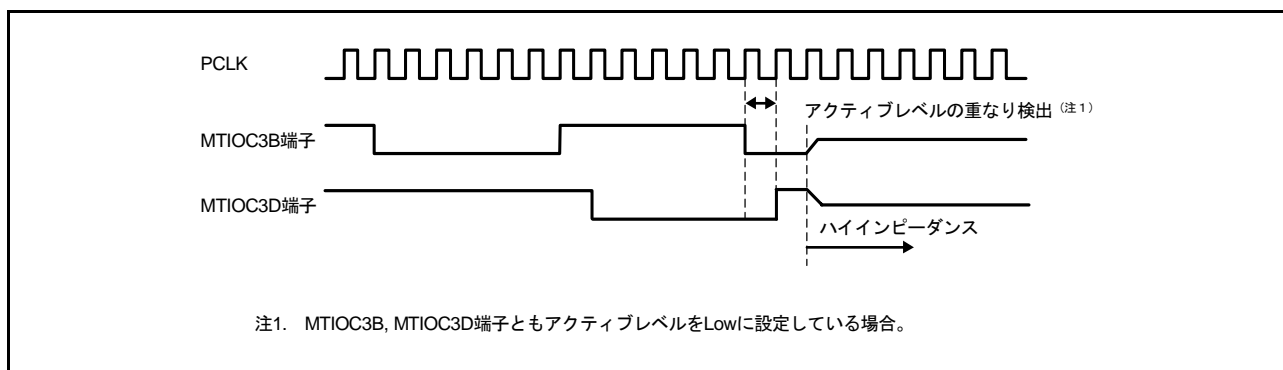 PCLK
アクティブレベルの重なり検出（注1）
MTIOC3B端子
MTIOC3D端子
ハイインピーダンス
注1. MTIOC3B, MTIOC3D端子ともアクティブレベルをLowに設定している場合。